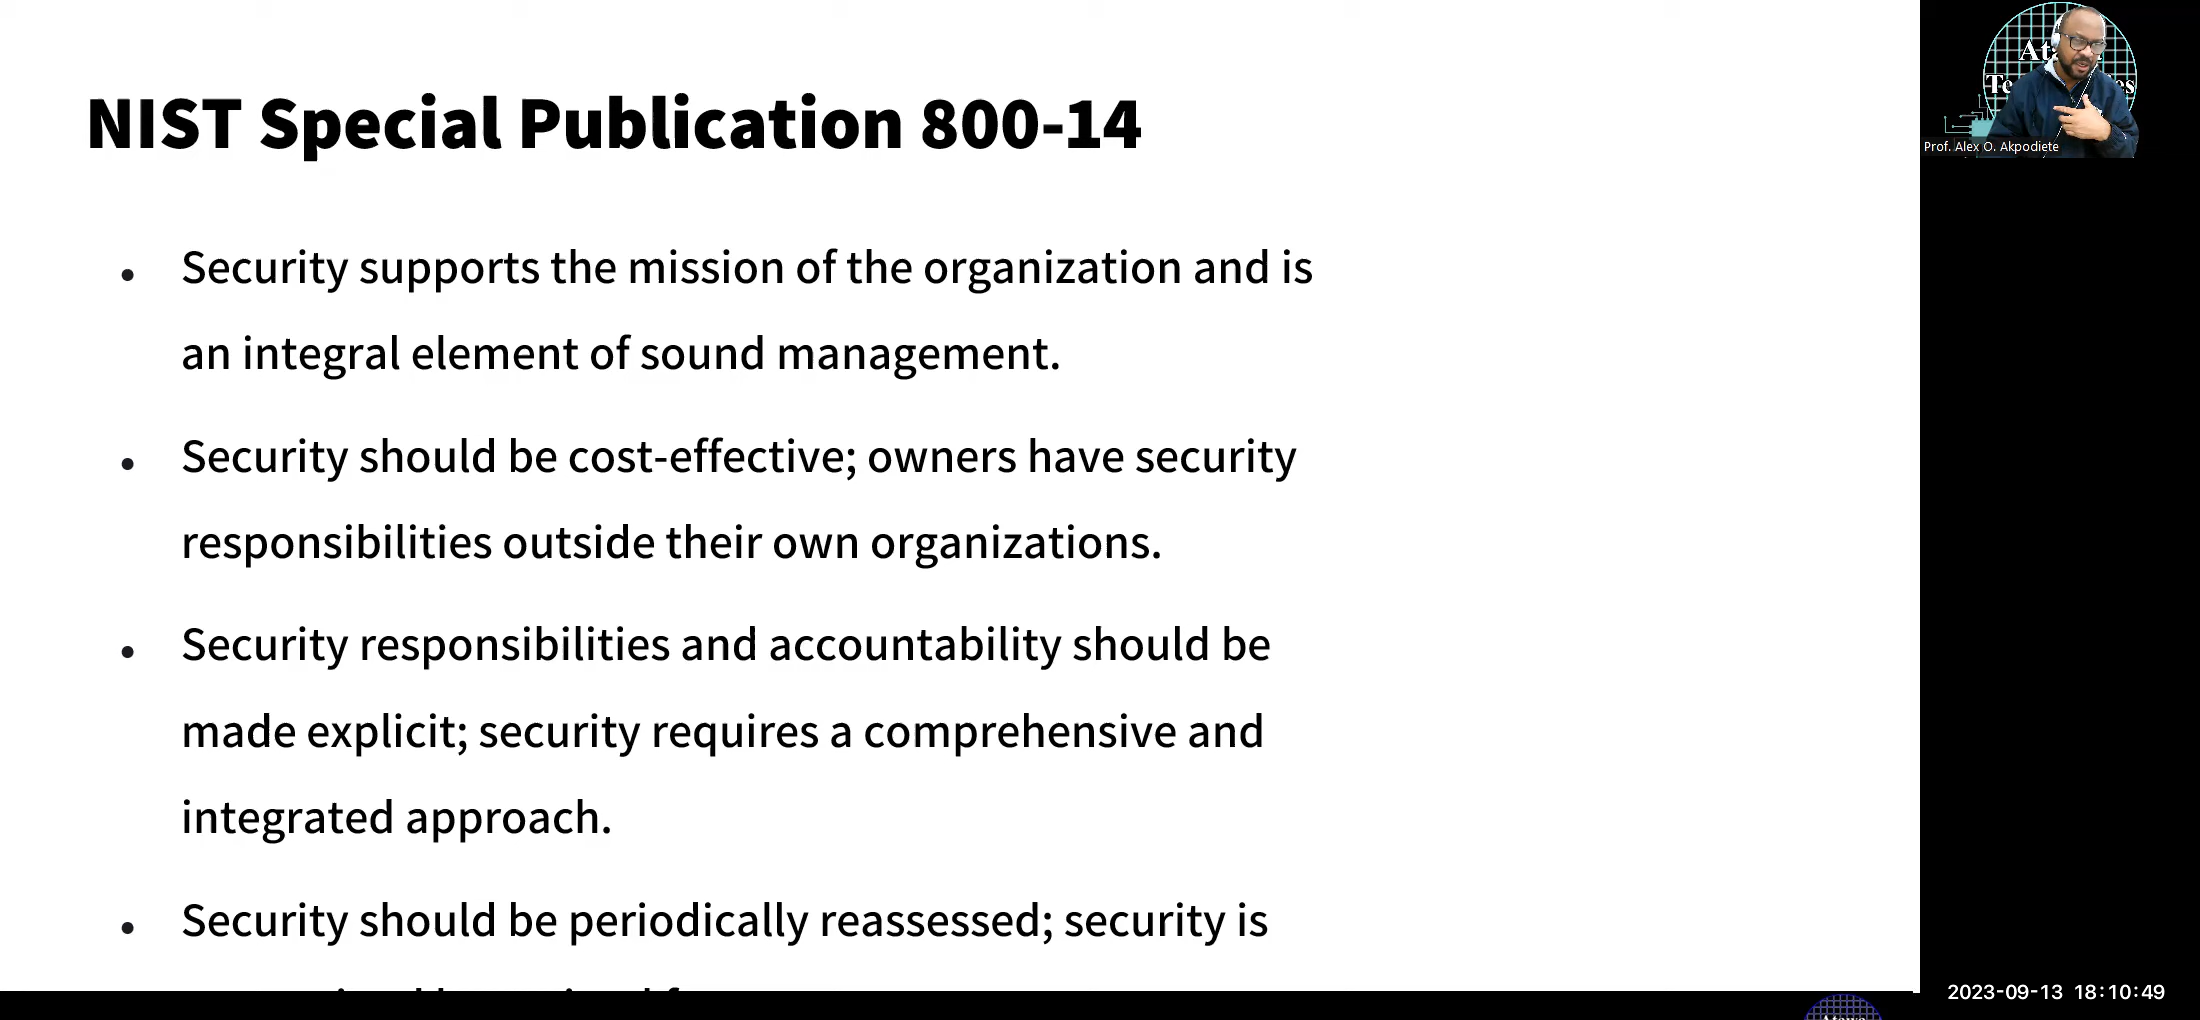 NIST Special Publication 800-14
Security supports the mission of the organization and is
an integral element of sound management.
Security should be cost-effective; owners have security
responsibilities outside their own organizations.
Security responsibilities and accountability should be
made explicit; security requires a comprehensive and
integrated approach.
Security should be periodically reassessed; security is
Prof. Alex O. Akpodiete
2023-09-13 18:10:49